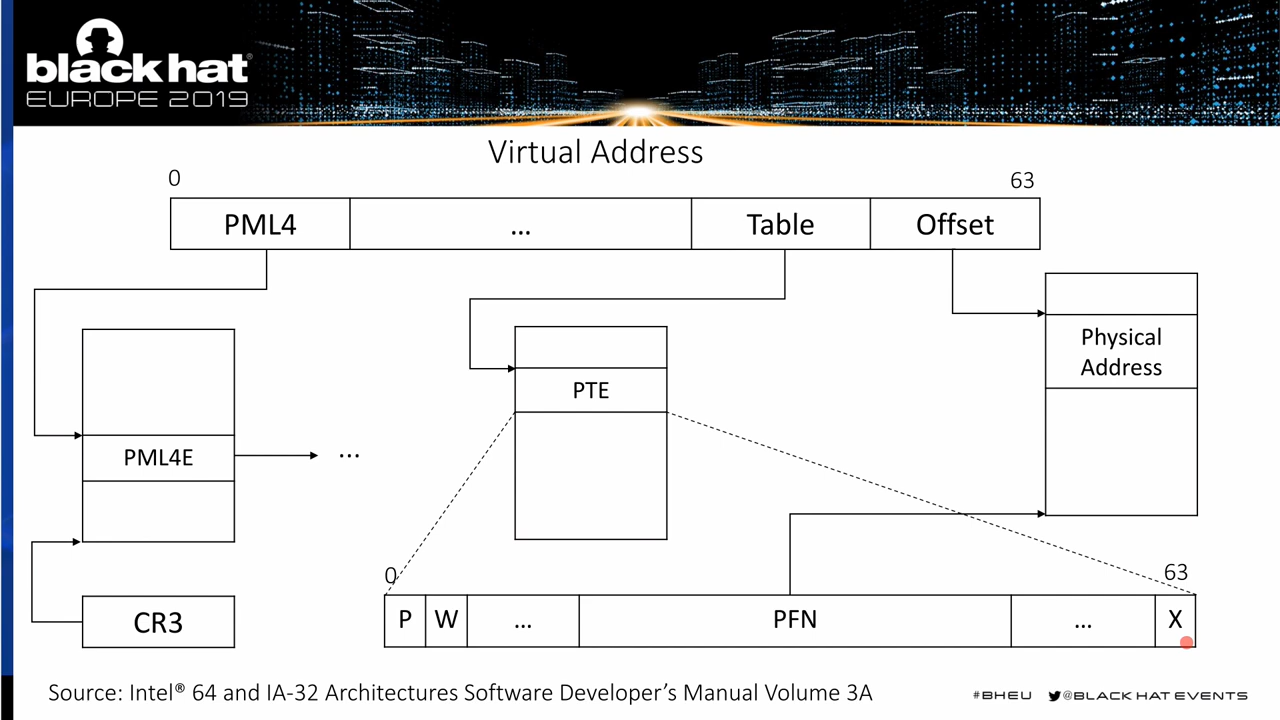 black hat®
EUROPE 2019
Virtual Address
0
63
PML4
...
Table
Offset
Physical
Address
PTE
PML4E
...
0
63
CR3
P
W
...
PFN
...
X
Source: Intel® 64 and IA-32 Architectures Software Developer’s Manual Volume 3A
#BHEU
@BLACK HAT EVENTS